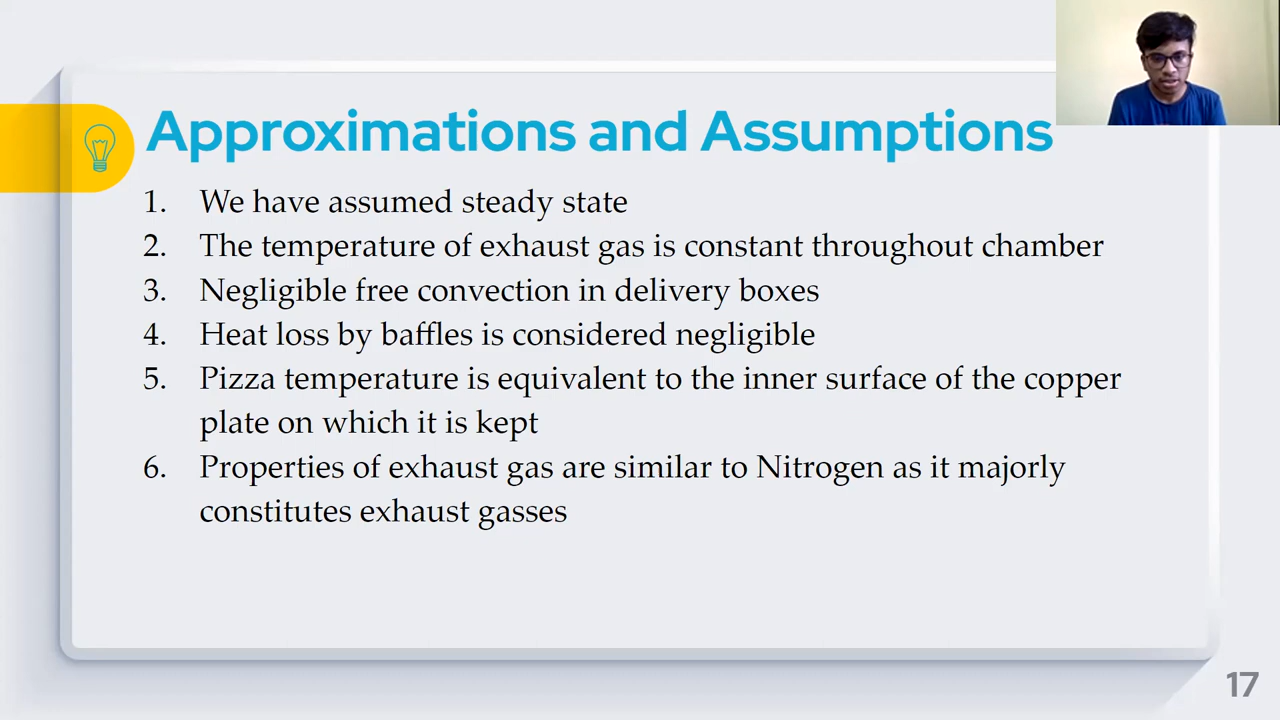 Approximations and Assumptions
1. We have assumed steady state
2. The temperature of exhaust gas is constant throughout chamber
3. Negligible free convection in delivery boxes
4. Heat loss by baffles is considered negligible
5. Pizza temperature is equivalent to the inner surface of the copper
plate on which it is kept
6. Properties of exhaust gas are similar to Nitrogen as it majorly
constitutes exhaust gasses
17